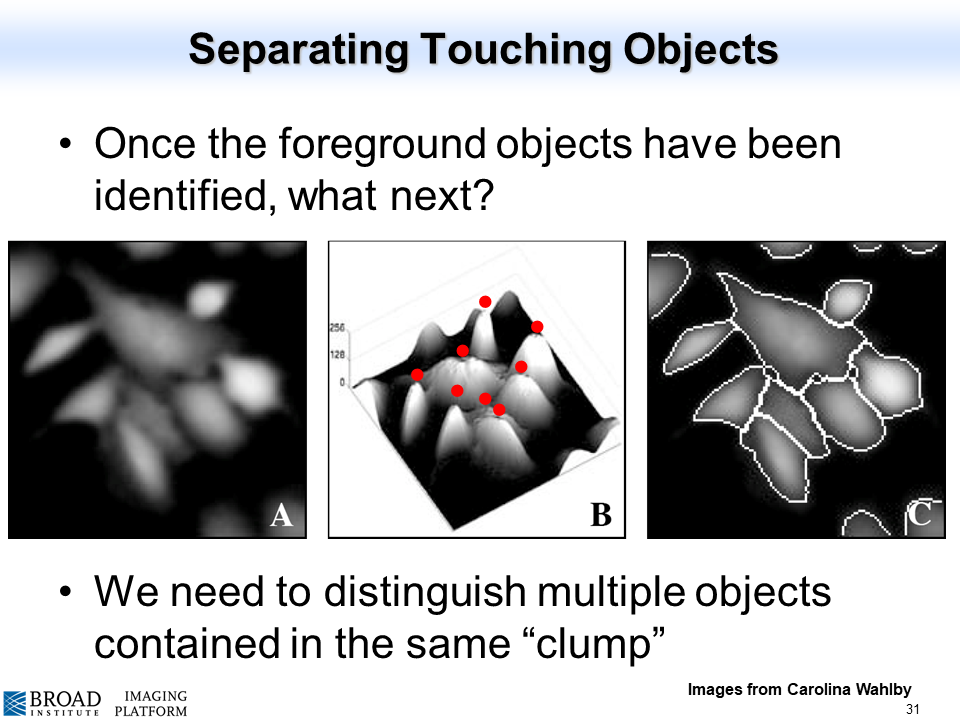 Separating Touching Objects
• Once the foreground objects have been
identified, what next?
256
128
0
A
B
C
• We need to distinguish multiple objects
contained in the same “clump”
Images from Carolina Wahlby
BROAD
INSTITUTE
IMAGING
PLATFORM
31